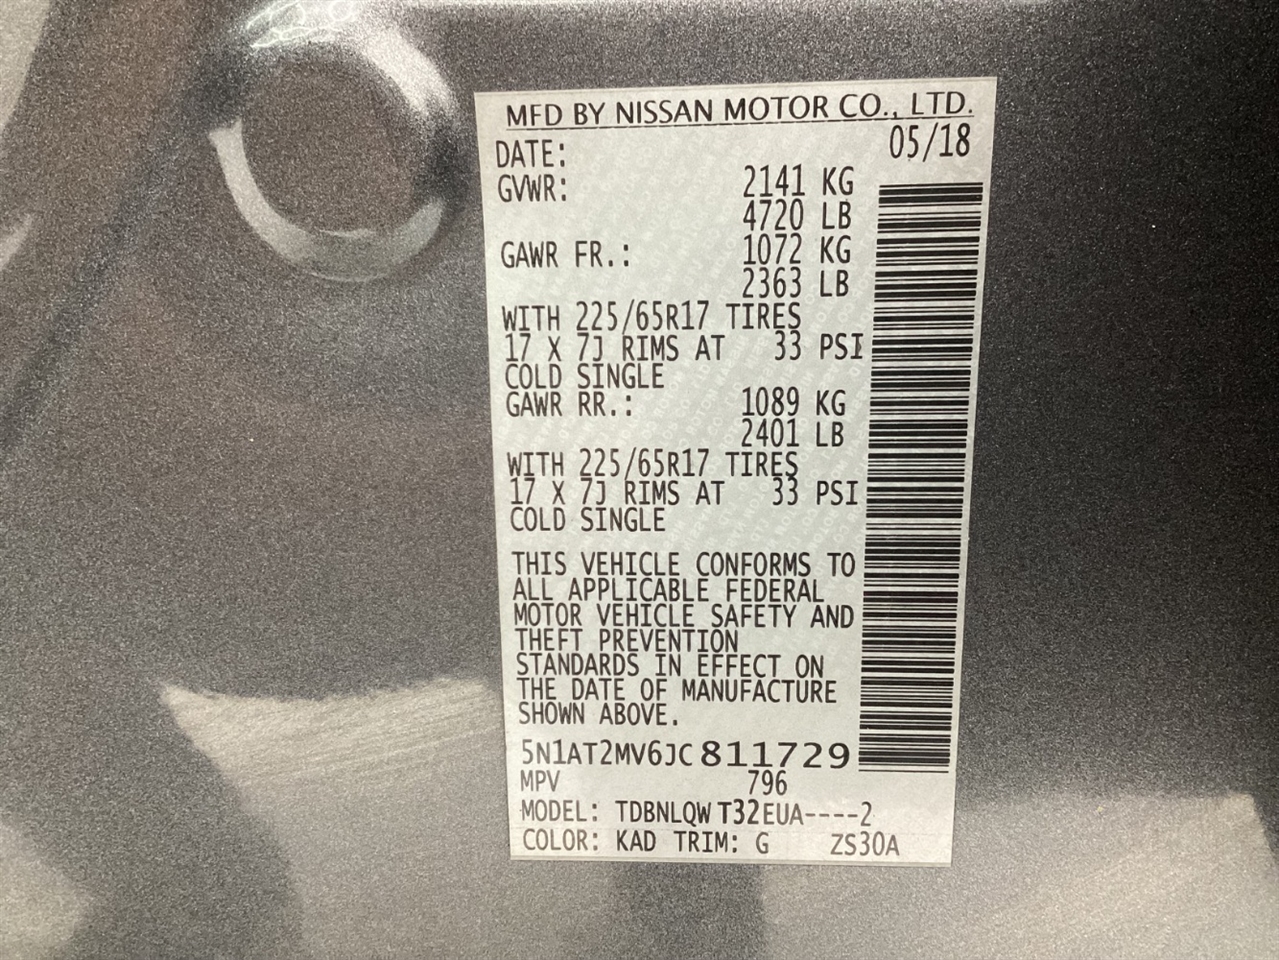 MFD BY NISSAN MOTOR CO., LTD.
DATE: 05/18
GVWR: 2141 KG
4720 LB
GAWR FR.: 1072 KG
2363 LB
WITH 225/65R17 TIRES
17 X 7J RIMS AT 33 PSI
COLD SINGLE
GAWR RR.: 1089 KG
2401 LB
WITH 225/65R17 TIRES
17 X 7J RIMS AT 33 PSI
COLD SINGLE
THIS VEHICLE CONFORMS TO
ALL APPLICABLE FEDERAL
MOTOR VEHICLE SAFETY AND
THEFT PREVENTION
STANDARDS IN EFFECT ON
THE DATE OF MANUFACTURE
SHOWN ABOVE.
5N1AT2MV6JC811729
MPV 796
MODEL: TDBNLQW T32EUA----2
COLOR: KAD TRIM: G ZS30A